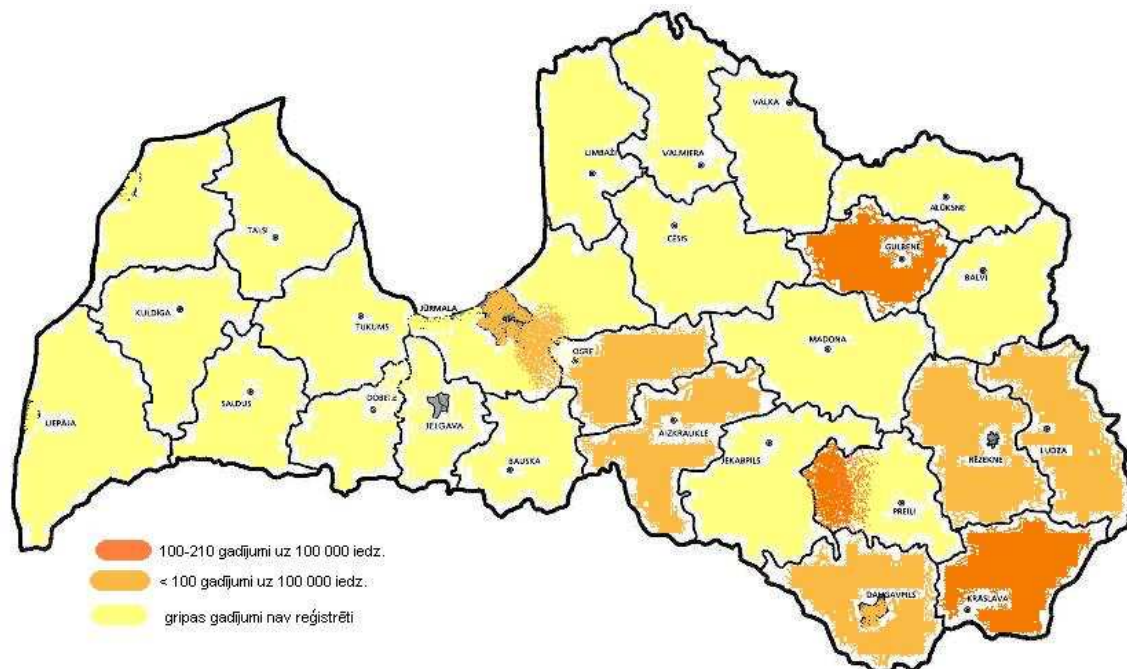 VALKA
LIMBAŽI
VALMIERA
ALŪKSNE
TALSI
CĒSIS
GULBENE
BALVI
KULDĪGA
JŪRMALA
TUKUMS
OGRE
MADONA
DOBELE
SALDUS
JELGAVA
LIEPĀJA
AIZKRAUKLE
LUDZA
BAUSKA
JĒKABPILS
RĒZEKNE
PREIĻI
DAUGAVPILS
KRĀSLAVA
100-210 gadījumi uz 100 000 iedz.
< 100 gadījumi uz 100 000 iedz.
gripas gadījumi nav reģistrēti